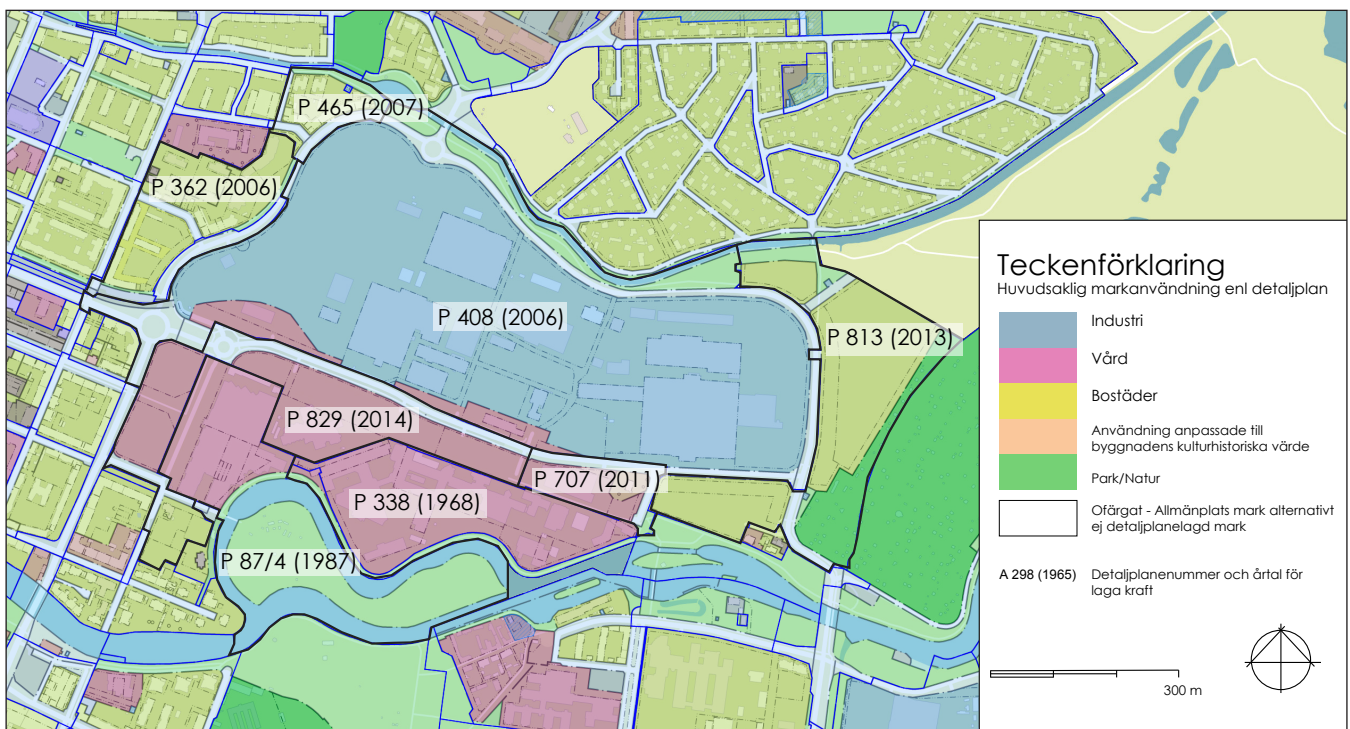 P 465 (2007)
P 362 (2006)
P 408 (2006)
P 813 (2013)
P 829 (2014)
P 707 (2011)
P 338 (1968)
P 87/4 (1987)
Teckenförklaring
Huvudsaklig markanvändning enl detaljplan
Industri
Vård
Bostäder
Användning anpassade till
byggnadens kulturhistoriska värde
Park/Natur
Ofärgat - Allmänplats mark alternativt
ej detaljplanelagd mark
A 298 (1965) Detaljplanenummer och årtal för
laga kraft
300 m